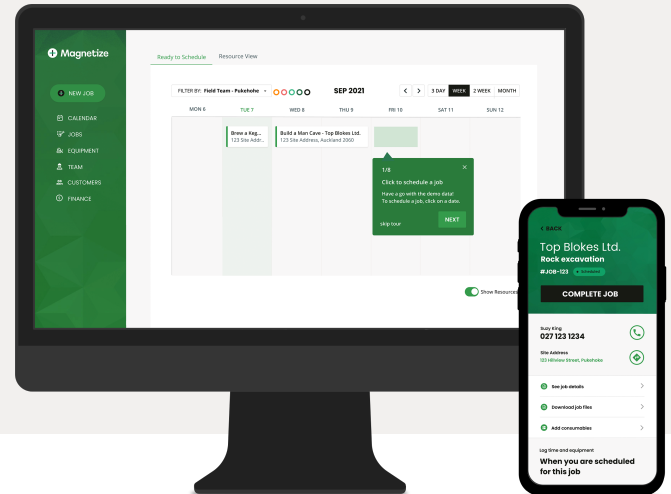 Magnetize
NEW JOB
CALENDAR
JOBS
EQUIPMENT
TEAM
CUSTOMERS
FINANCE
Ready to Schedule
Resource View
FILTER BY: Field Team - Pukehohe
SEP 2021
3 DAY
WEEK
2 WEEK
MONTH
MON 6
TUE 7
WED 8
THU 9
FRI 10
SAT 11
SUN 12
Brew a Keg...
123 Site Addr..
Build a Man Cave - Top Blokes Ltd.
123 Site Address, Auckland 2060
1/8
Click to schedule a job
Have a go with the demo data!
To schedule a job, click on a date.
skip tour
NEXT
Show Resources
BACK
Top Blokes Ltd.
Rock excavation
#JOB-123
Scheduled
COMPLETE JOB
Suzy King
027 123 1234
Site Address
123 Hillview Street, Pukehoke
See job details
Download job files
Add consumables
Log time and equipment
When you are scheduled
for this job